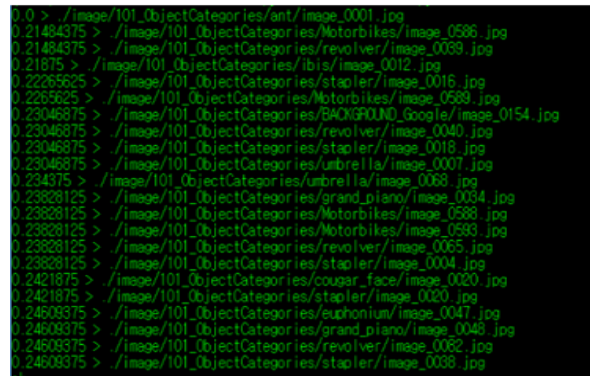 0.0 > ./image/101_ObjectCategories/ant/image_0001.jpg
0.21484375 > ./image/101_ObjectCategories/Motorbikes/image_0586.jpg
0.21484375 > ./image/101_ObjectCategories/revolver/image_0039.jpg
0.21875 > ./image/101_ObjectCategories/ibis/image_0012.jpg
0.22265625 > ./image/101_ObjectCategories/stapler/image_0016.jpg
0.2265625 > ./image/101_ObjectCategories/Motorbikes/image_0589.jpg
0.23046875 > ./image/101_ObjectCategories/BACKGROUND_Google/image_0154.jpg
0.23046875 > ./image/101_ObjectCategories/revolver/image_0040.jpg
0.23046875 > ./image/101_ObjectCategories/stapler/image_0018.jpg
0.23046875 > ./image/101_ObjectCategories/umbrella/image_0007.jpg
0.234375 > ./image/101_ObjectCategories/umbrella/image_0068.jpg
0.23828125 > ./image/101_ObjectCategories/grand_piano/image_0034.jpg
0.23828125 > ./image/101_ObjectCategories/Motorbikes/image_0588.jpg
0.23828125 > ./image/101_ObjectCategories/Motorbikes/image_0593.jpg
0.23828125 > ./image/101_ObjectCategories/revolver/image_0065.jpg
0.23828125 > ./image/101_ObjectCategories/stapler/image_0004.jpg
0.2421875 > ./image/101_ObjectCategories/cougar_face/image_0020.jpg
0.2421875 > ./image/101_ObjectCategories/stapler/image_0020.jpg
0.24609375 > ./image/101_ObjectCategories/euphonium/image_0047.jpg
0.24609375 > ./image/101_ObjectCategories/grand_piano/image_0048.jpg
0.24609375 > ./image/101_ObjectCategories/revolver/image_0062.jpg
0.24609375 > ./image/101_ObjectCategories/stapler/image_0038.jpg